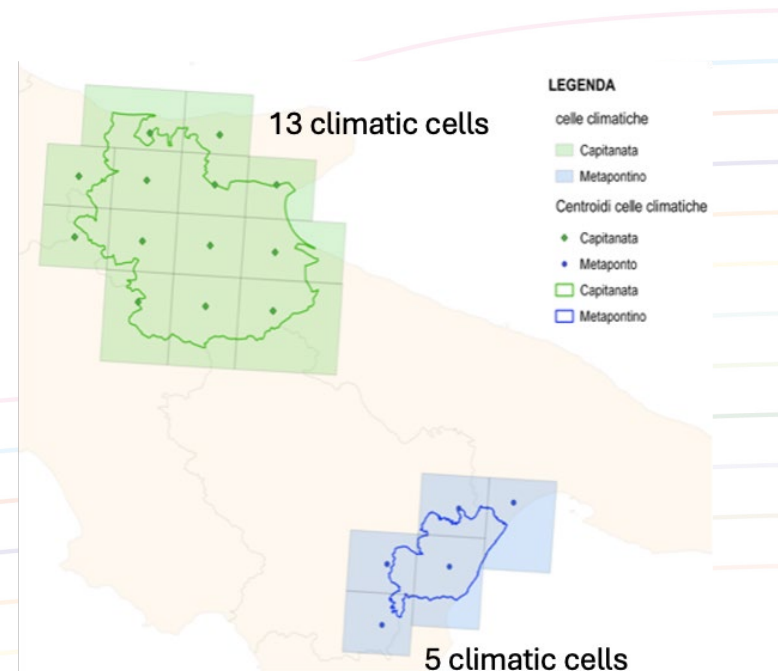 13 climatic cells
LEGENDA
celle climatiche
Capitanata
Metapontino
Centroidi celle climatiche
Capitanata
Metaponto
Capitanata
Metapontino
5 climatic cells